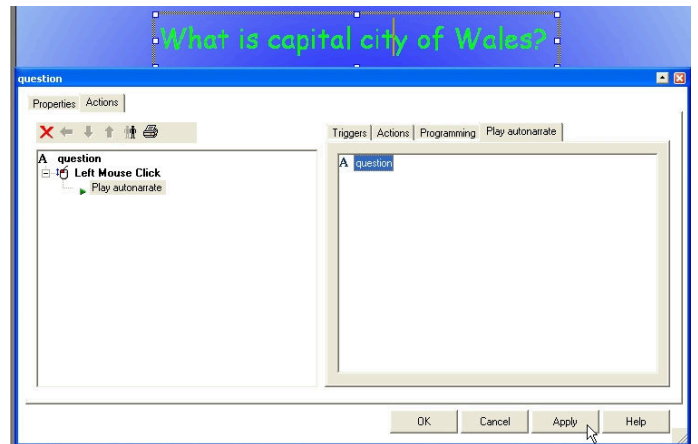 What is capital city of Wales?
question
Properties Actions
Triggers Actions Programming Play autonarrate
A question
Left Mouse Click
Play autonarrate
A question
OK Cancel Apply Help